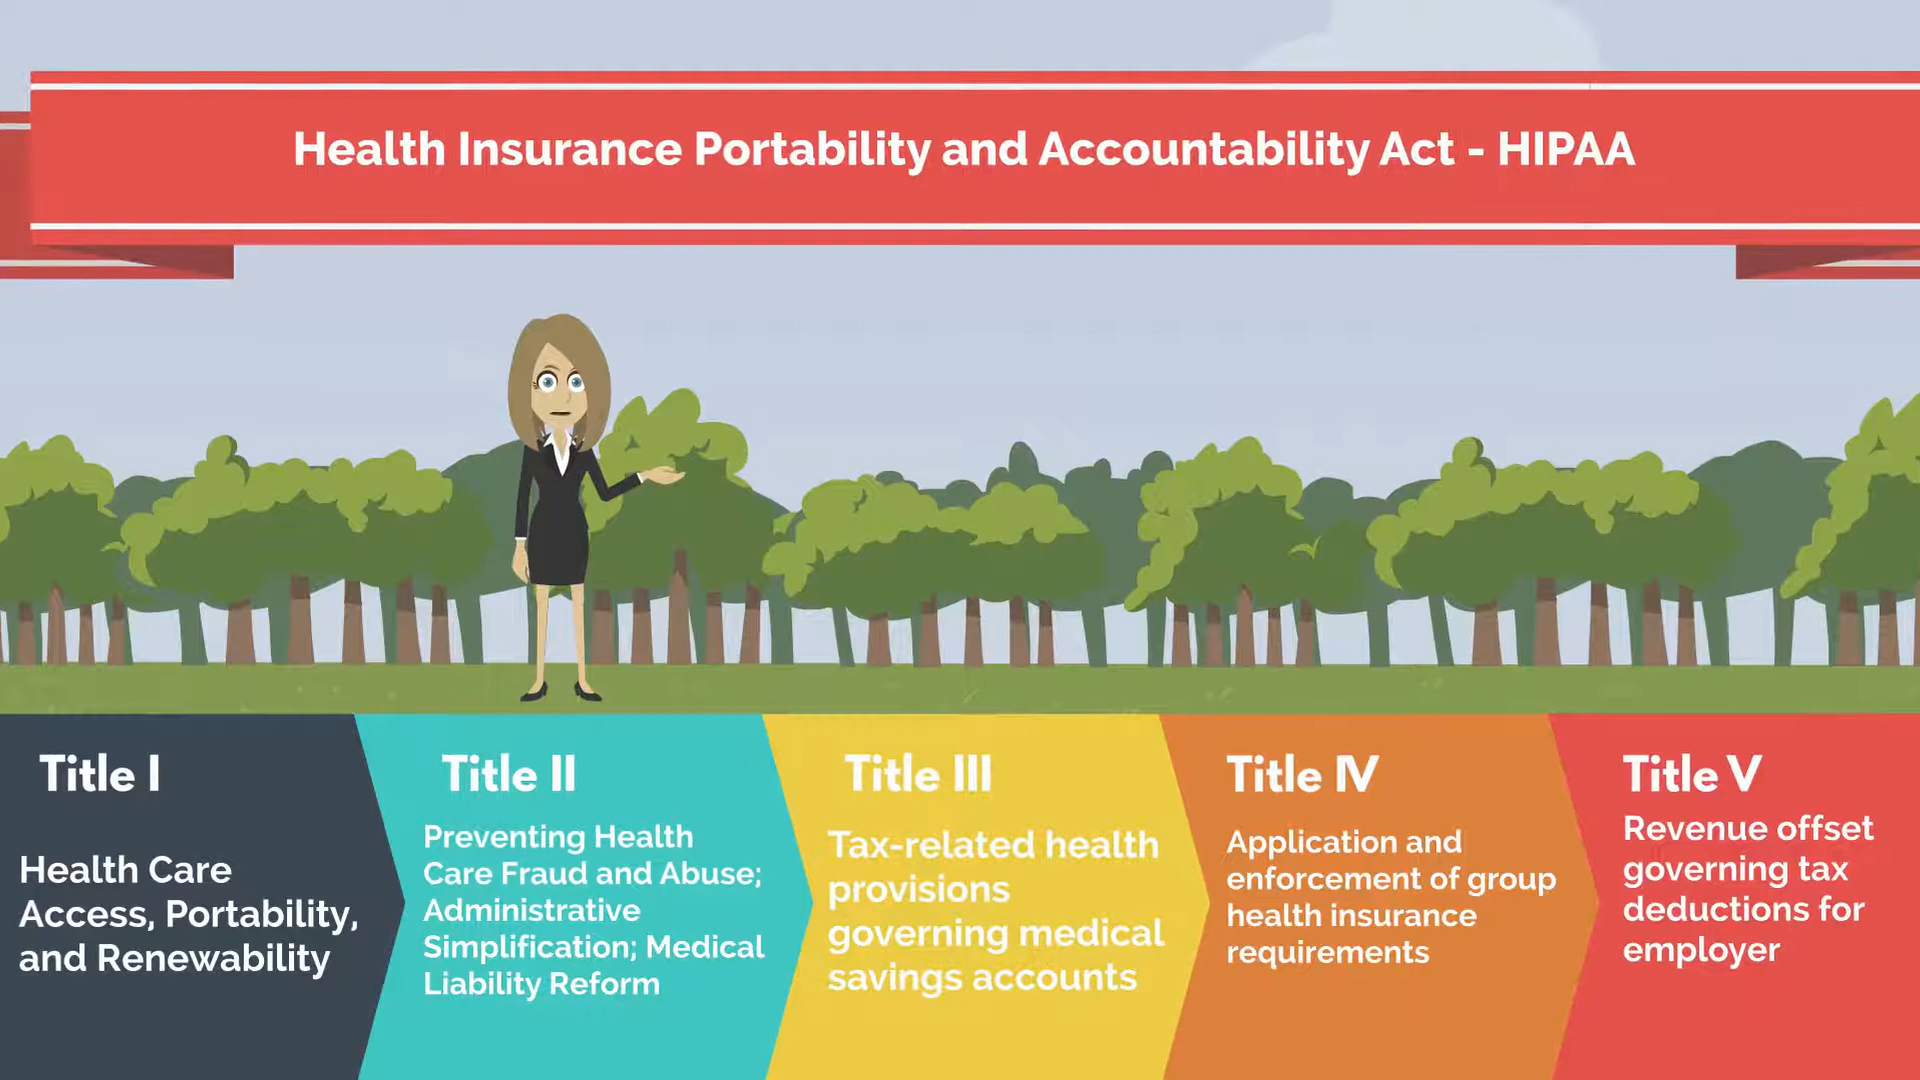 Health Insurance Portability and Accountability Act - HIPAA
Title I
Health Care
Access, Portability,
and Renewability
Title II
Preventing Health
Care Fraud and Abuse;
Administrative
Simplification; Medical
Liability Reform
Title III
Tax-related health
provisions
governing medical
savings accounts
Title IV
Application and
enforcement of group
health insurance
requirements
Title V
Revenue offset
governing tax
deductions for
employer